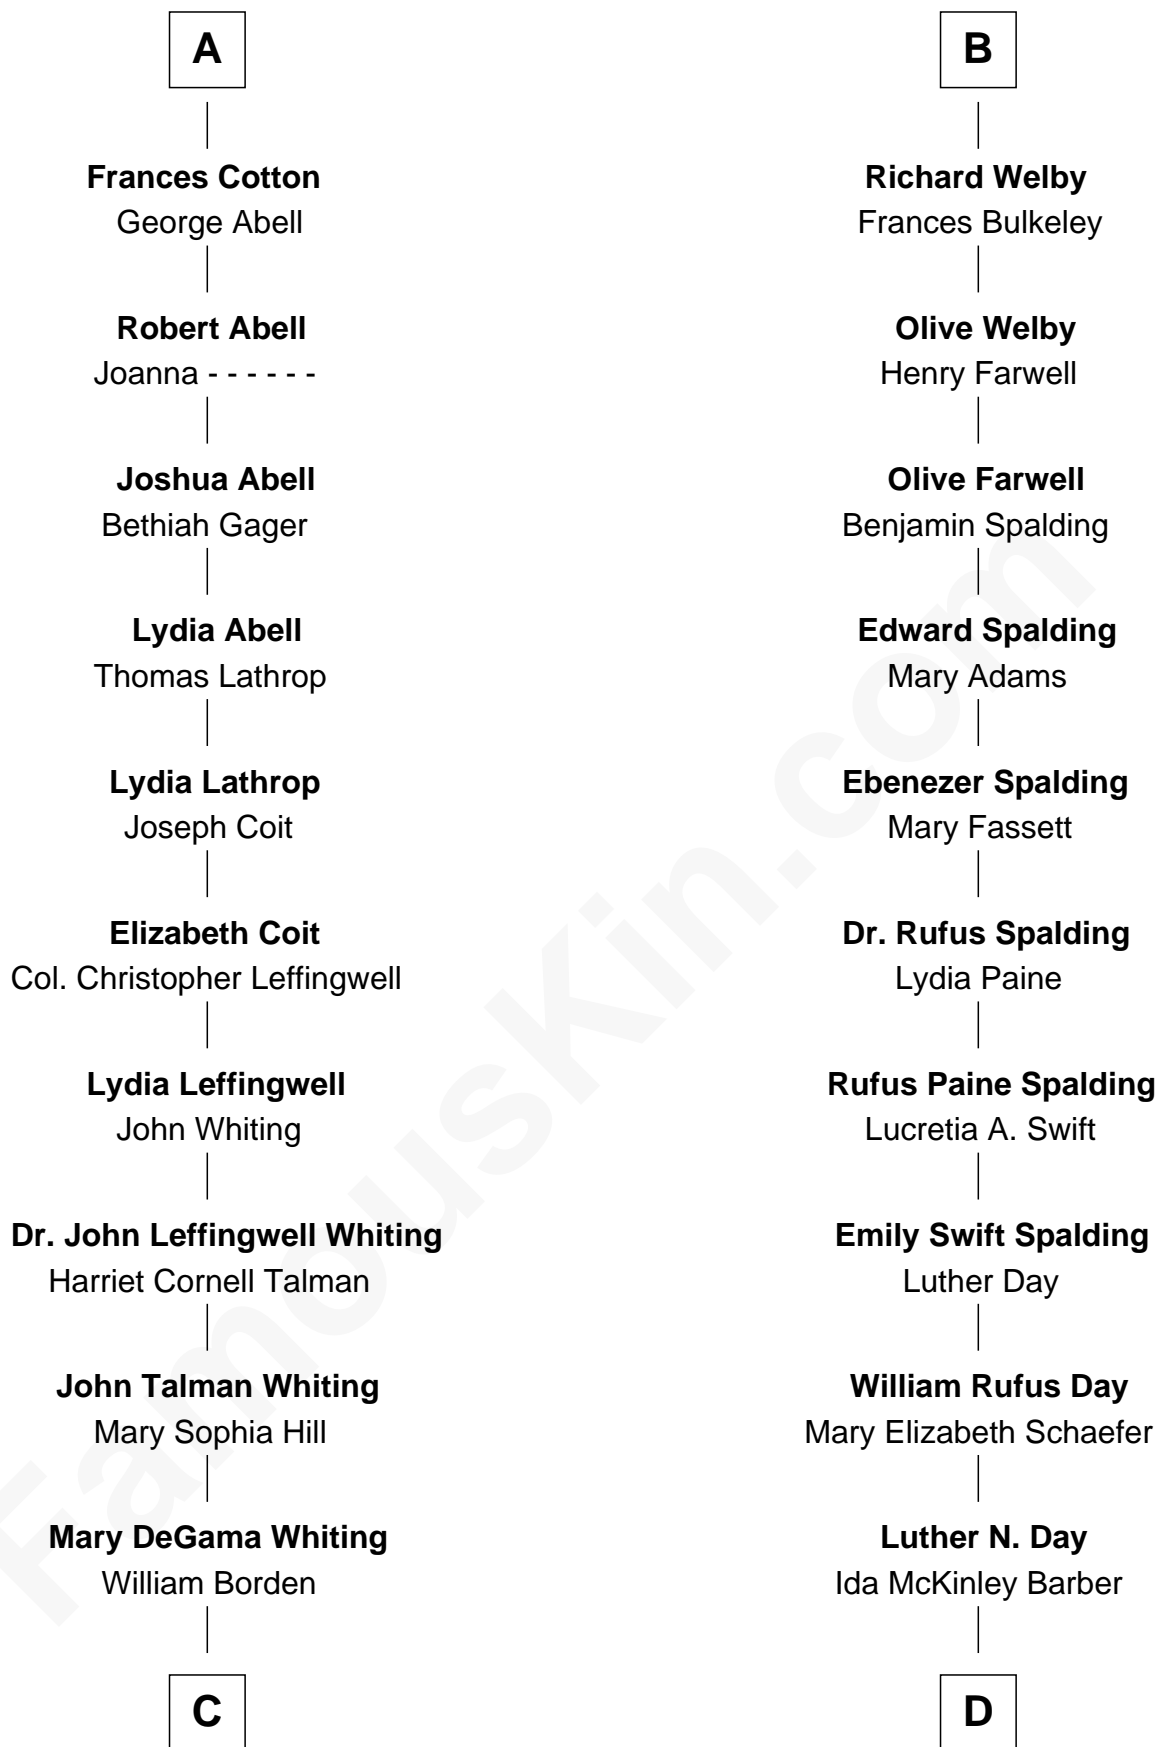 A
Frances Cotton
George Abell
Robert Abell
Joanna - - - - - -
Joshua Abell
Bethiah Gager
Lydia Abell
Thomas Lathrop
Lydia Lathrop
Joseph Coit
Elizabeth Coit
Col. Christopher Leffingwell
Lydia Leffingwell
John Whiting
Dr. John Leffingwell Whiting
Harriet Cornell Talman
John Talman Whiting
Mary Sophia Hill
Mary DeGama Whiting
William Borden
C
B
Richard Welby
Frances Bulkeley
Olive Welby
Henry Farwell
Olive Farwell
Benjamin Spalding
Edward Spalding
Mary Adams
Ebenezer Spalding
Mary Fassett
Dr. Rufus Spalding
Lydia Paine
Rufus Paine Spalding
Lucretia A. Swift
Emily Swift Spalding
Luther Day
William Rufus Day
Mary Elizabeth Schaefer
Luther N. Day
Ida McKinley Barber
D
FamousKin.com